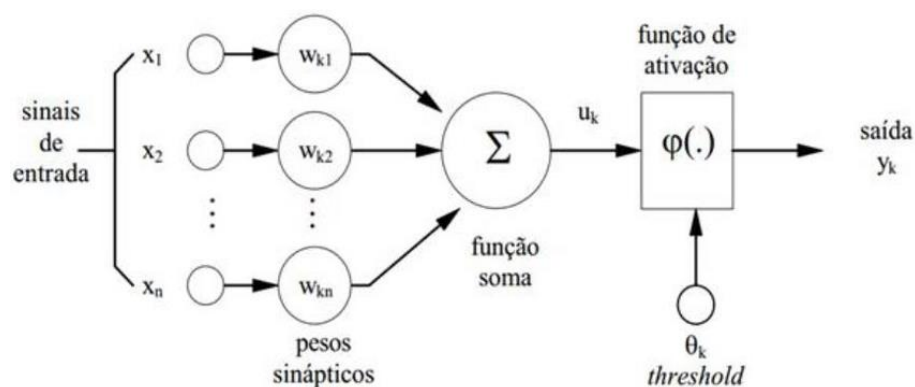 sinais
de
entrada
x₁
x₂
xₙ
wₖ₁
wₖ₂
wₖₙ
pesos
sinápticos
Σ
função
soma
uₖ
função de
ativação
φ(.)
θₖ
threshold
saída
yₖ